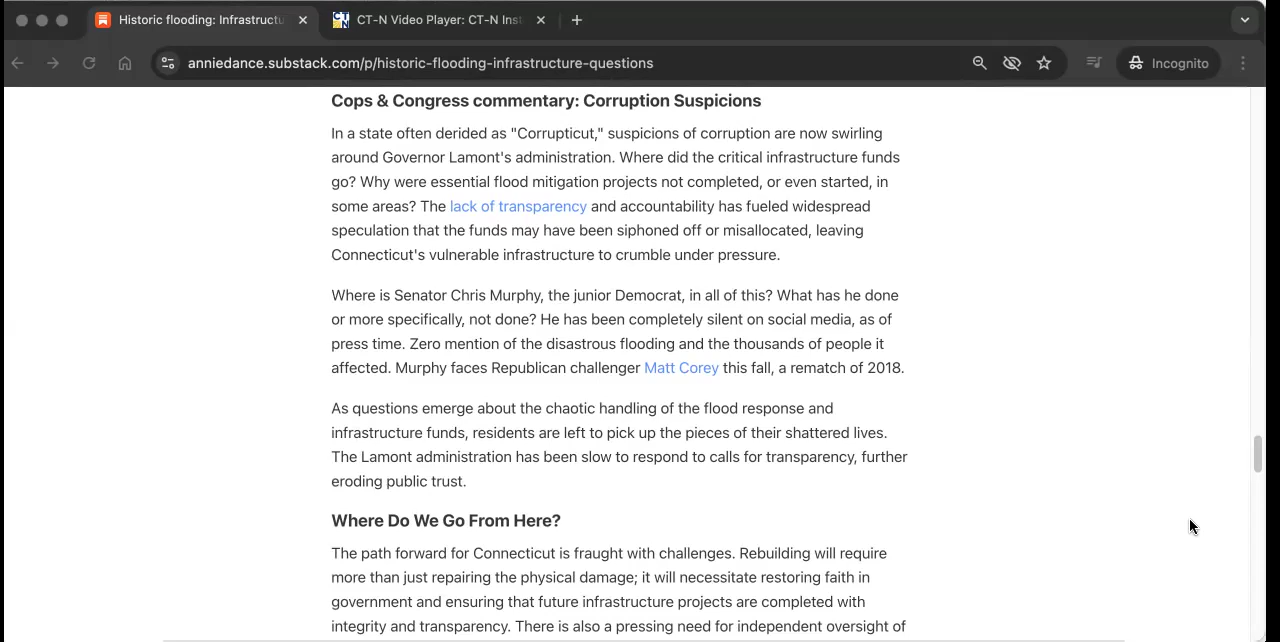 Historic flooding: Infrastructu
CT-N Video Player: CT-N Inst
anniedance.substack.com/p/historic-flooding-infrastructure-questions
Incognito
Cops & Congress commentary: Corruption Suspicions
In a state often derided as "Corrupticut," suspicions of corruption are now swirling
around Governor Lamont's administration. Where did the critical infrastructure funds
go? Why were essential flood mitigation projects not completed, or even started, in
some areas? The lack of transparency and accountability has fueled widespread
speculation that the funds may have been siphoned off or misallocated, leaving
Connecticut's vulnerable infrastructure to crumble under pressure.
Where is Senator Chris Murphy, the junior Democrat, in all of this? What has he done
or more specifically, not done? He has been completely silent on social media, as of
press time. Zero mention of the disastrous flooding and the thousands of people it
affected. Murphy faces Republican challenger Matt Corey this fall, a rematch of 2018.
As questions emerge about the chaotic handling of the flood response and
infrastructure funds, residents are left to pick up the pieces of their shattered lives.
The Lamont administration has been slow to respond to calls for transparency, further
eroding public trust.
Where Do We Go From Here?
The path forward for Connecticut is fraught with challenges. Rebuilding will require
more than just repairing the physical damage; it will necessitate restoring faith in
government and ensuring that future infrastructure projects are completed with
integrity and transparency. There is also a pressing need for independent oversight of